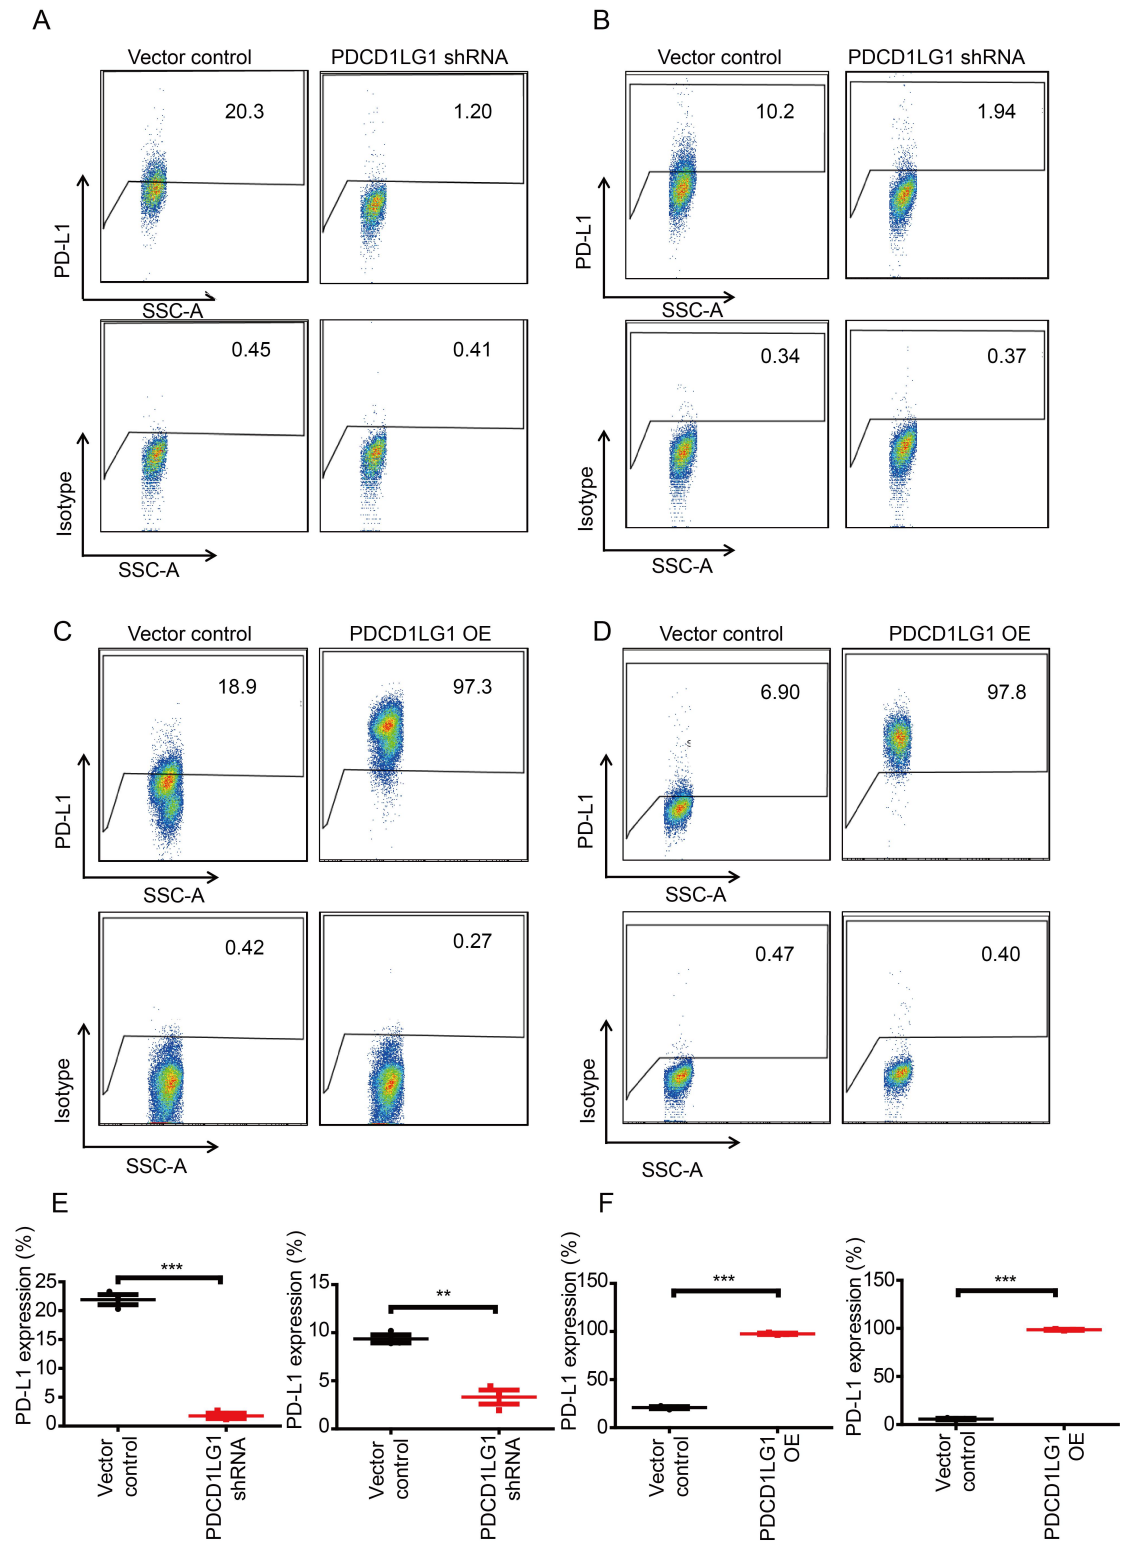 A
B
Vector control
PDCD1LG1 shRNA
Vector control
PDCD1LG1 shRNA
20.3
1.20
10.2
1.94
PD-L1
PD-L1
SSC-A
SSC-A
0.45
0.41
0.34
0.37
Isotype
Isotype
SSC-A
SSC-A
C
D
Vector control
PDCD1LG1 OE
Vector control
PDCD1LG1 OE
18.9
97.3
6.90
97.8
PD-L1
PD-L1
SSC-A
SSC-A
0.42
0.27
0.47
0.40
Isotype
Isotype
SSC-A
SSC-A
E
F
PD-L1 expression (%)
25
20
15
10
5
0
***
Vector
control
PDCD1LG1
shRNA
PD-L1 expression (%)
15
10
5
0
**
Vector
control
PDCD1LG1
shRNA
PD-L1 expression (%)
150
100
50
0
***
Vector
control
PDCD1LG1
OE
PD-L1 expression (%)
150
100
50
0
***
Vector
control
PDCD1LG1
OE